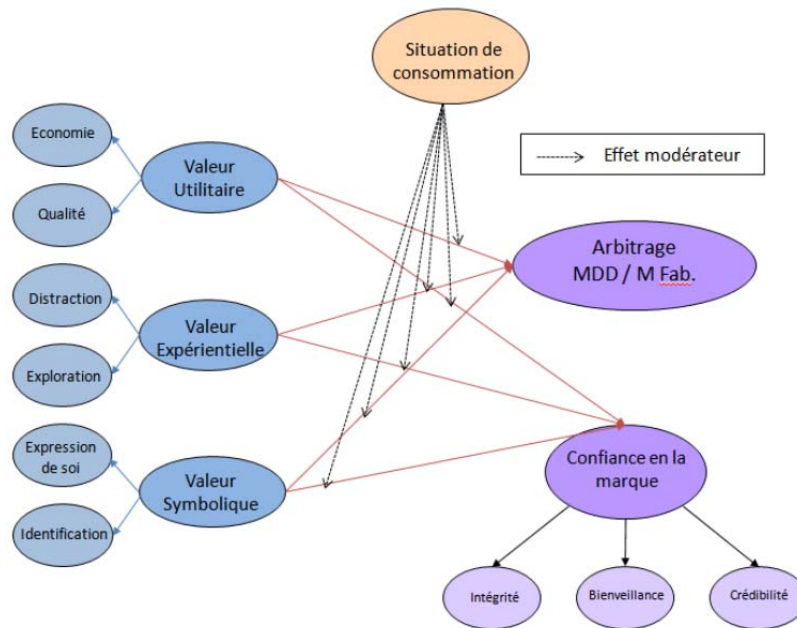 Situation de
consommation
Economie
Valeur
Utilitaire
Effet modérateur
Qualité
Arbitrage
MDD / M Fab.
Distraction
Valeur
Expérientielle
Exploration
Expression
de soi
Confiance en la
marque
Valeur
Symbolique
Identification
Intégrité
Bienveillance
Crédibilité